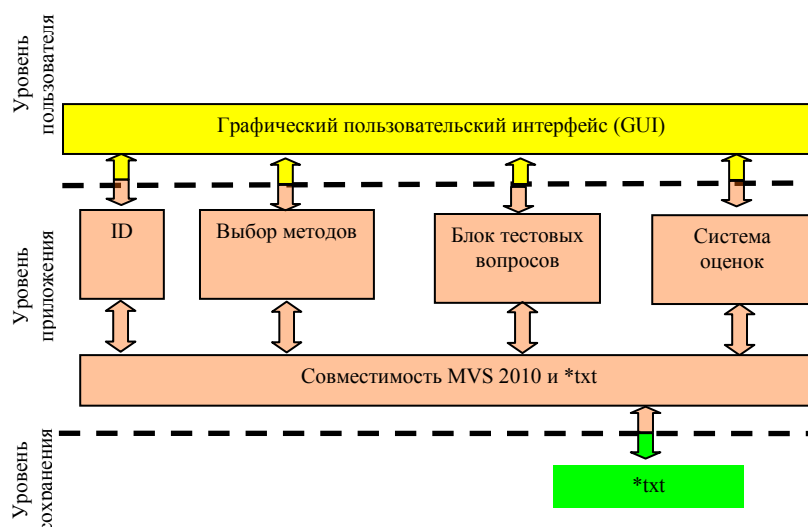 Уровень
пользователя
Графический пользовательский интерфейс (GUI)
Уровень
приложения
ID
Выбор методов
Блок тестовых
вопросов
Система
оценок
Совместимость MVS 2010 и *txt
Уровень
сохранения
*txt